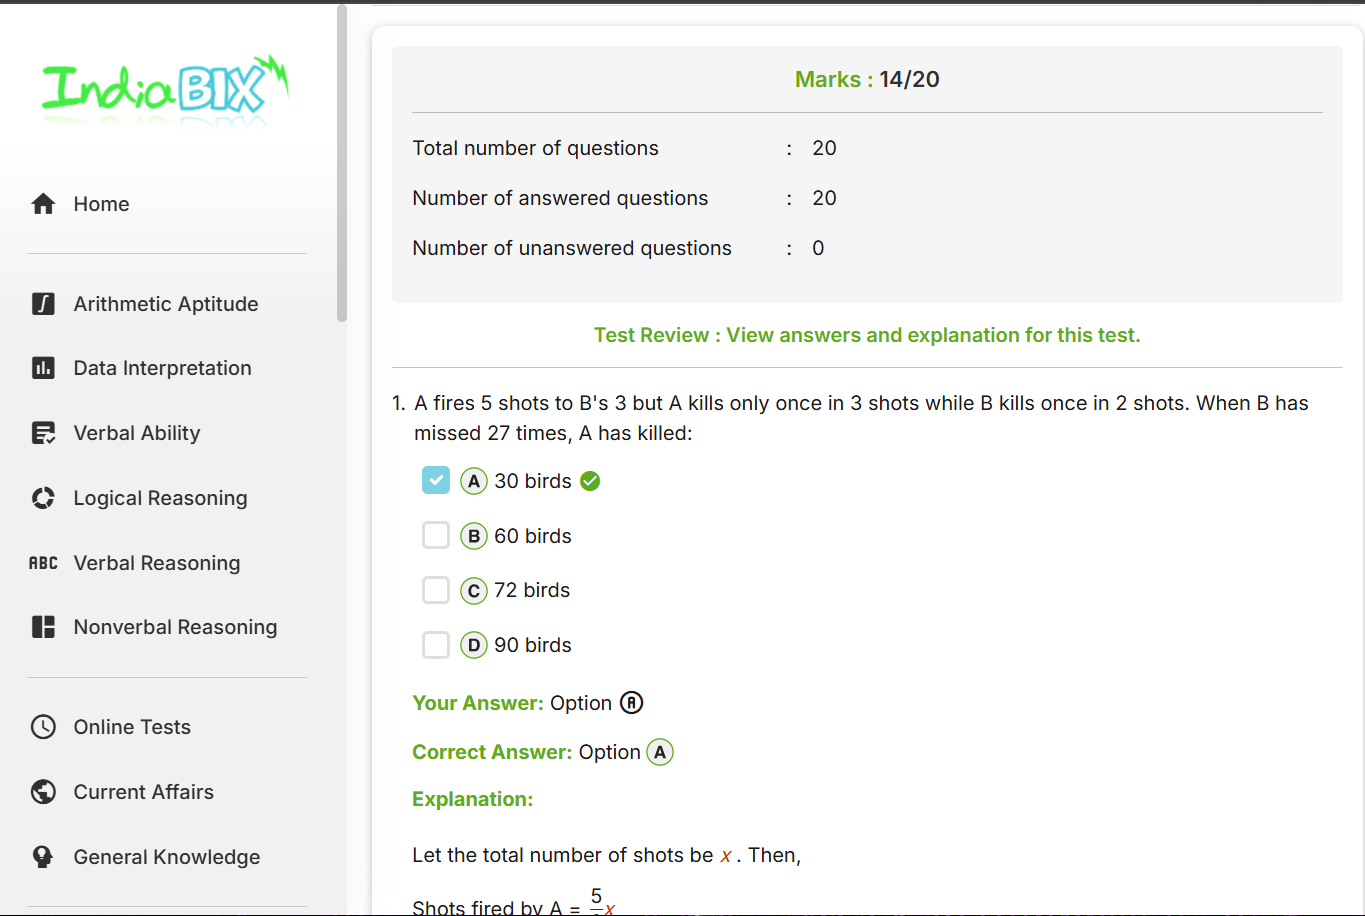 IndiaBIX
Home
Arithmetic Aptitude
Data Interpretation
Verbal Ability
Logical Reasoning
ABC Verbal Reasoning
Nonverbal Reasoning
Online Tests
Current Affairs
General Knowledge
Marks : 14/20
Total number of questions : 20
Number of answered questions : 20
Number of unanswered questions : 0
Test Review : View answers and explanation for this test.
1. A fires 5 shots to B's 3 but A kills only once in 3 shots while B kills once in 2 shots. When B has
missed 27 times, A has killed:
A 30 birds
B 60 birds
C 72 birds
D 90 birds
Your Answer: Option A
Correct Answer: Option A
Explanation:
Let the total number of shots be x . Then,
Shots fired by A = 5 x